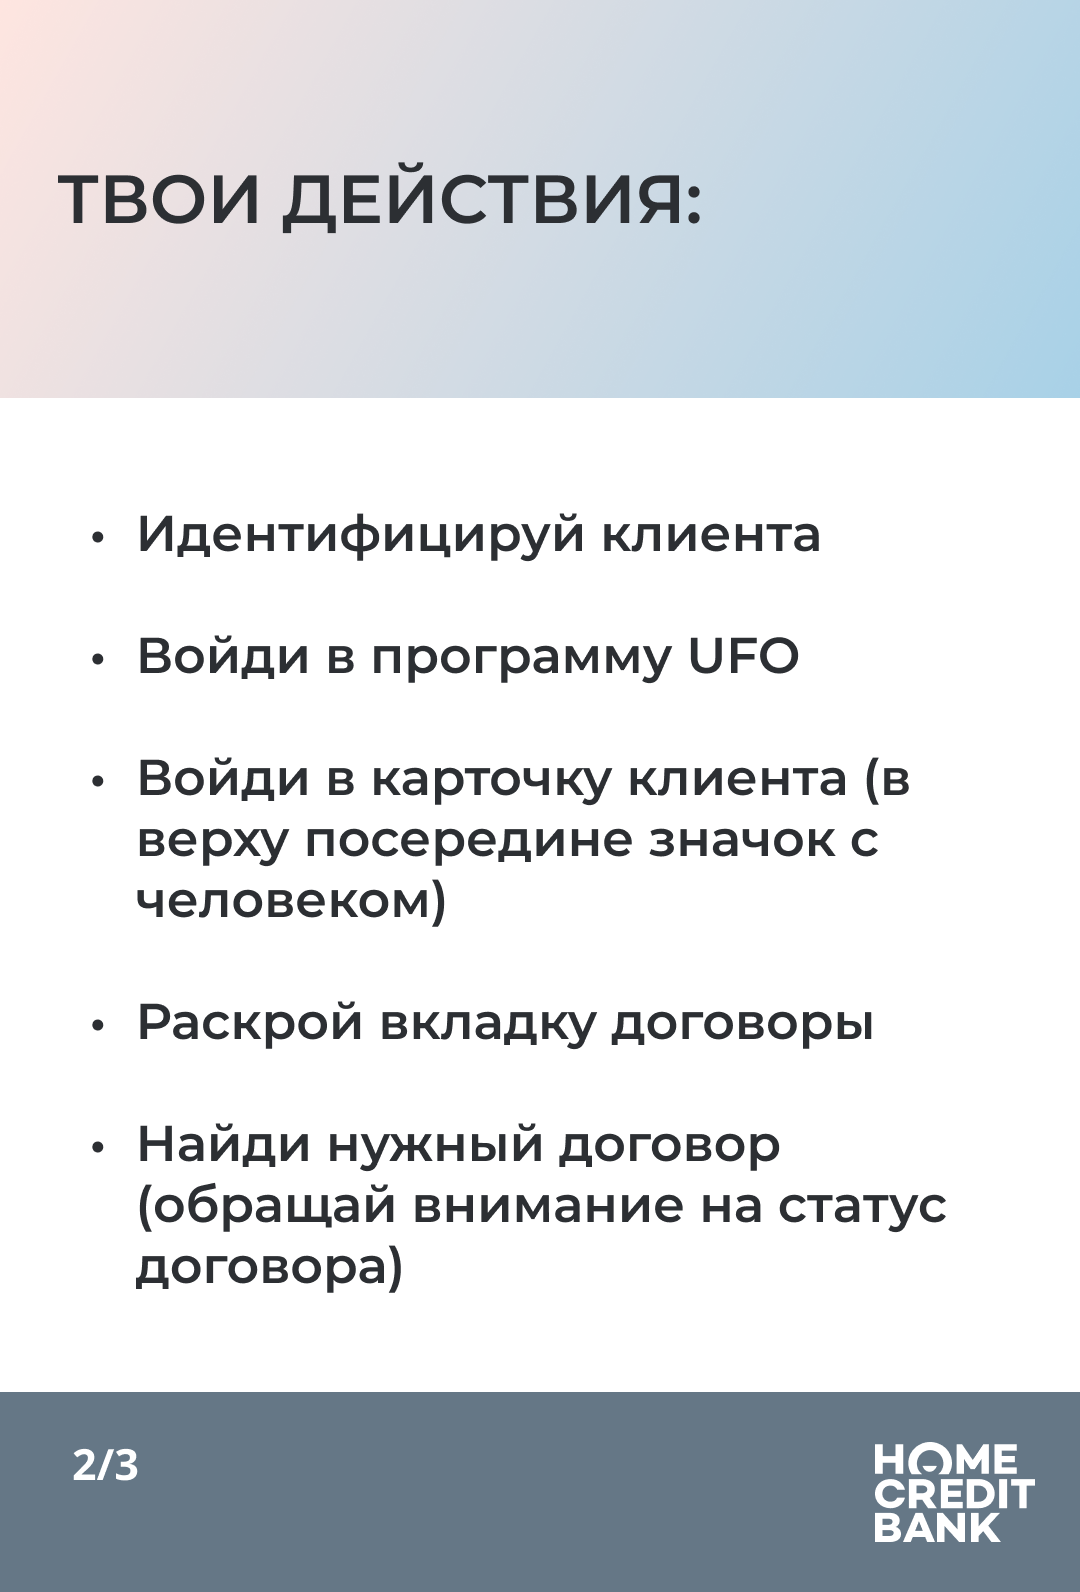 ТВОИ ДЕЙСТВИЯ:
• Идентифицируй клиента
• Войди в программу UFO
• Войди в карточку клиента (в
верху посередине значок с
человеком)
• Раскрой вкладку договоры
• Найди нужный договор
(обращай внимание на статус
договора)
2/3
HOME
CREDIT
BANK